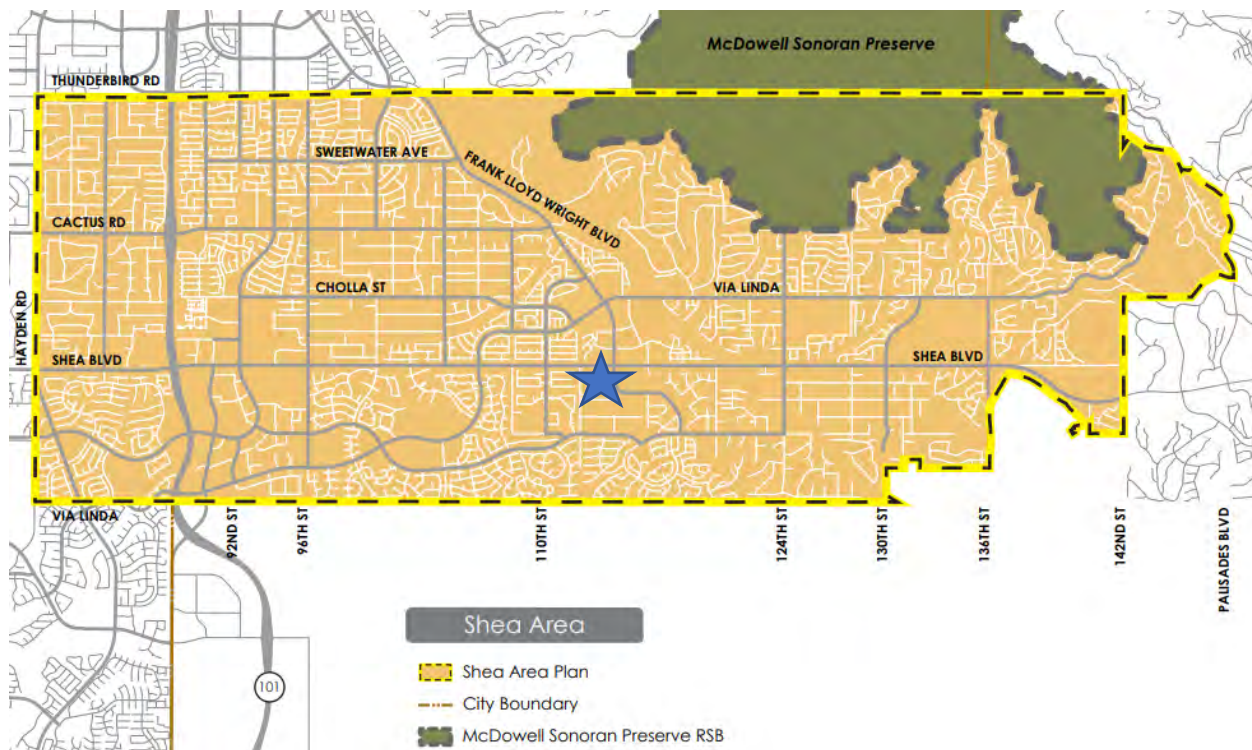 McDowell Sonoran Preserve
THUNDERBIRD RD
SWEETWATER AVE
FRANK LLOYD WRIGHT BLVD
CACTUS RD
CHOLLA ST
VIA LINDA
HAYDEN RD
SHEA BLVD
SHEA BLVD
VIA LINDA
92ND ST
96TH ST
110TH ST
124TH ST
130TH ST
136TH ST
142ND ST
PALISADES BLVD
Shea Area
Shea Area Plan
101
City Boundary
McDowell Sonoran Preserve RSB